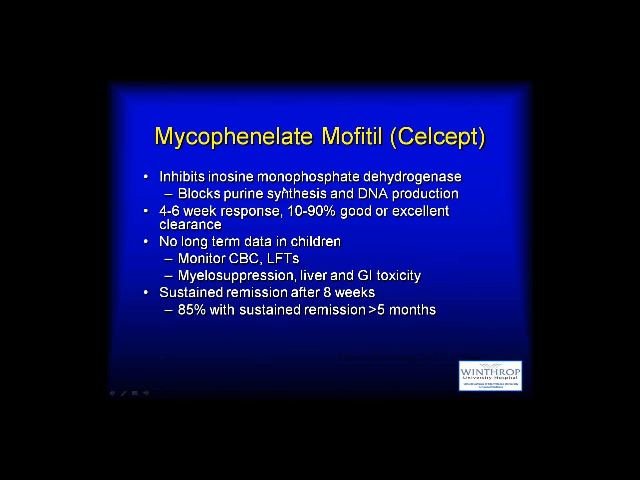 Mycophenelate Mofitil (Celcept)
• Inhibits inosine monophosphate dehydrogenase
– Blocks purine synthesis and DNA production
• 4-6 week response, 10-90% good or excellent
clearance
• No long term data in children
– Monitor CBC, LFTs
– Myelosuppression, liver and GI toxicity
• Sustained remission after 8 weeks
– 85% with sustained remission >5 months
WINTHROP
University Hospital